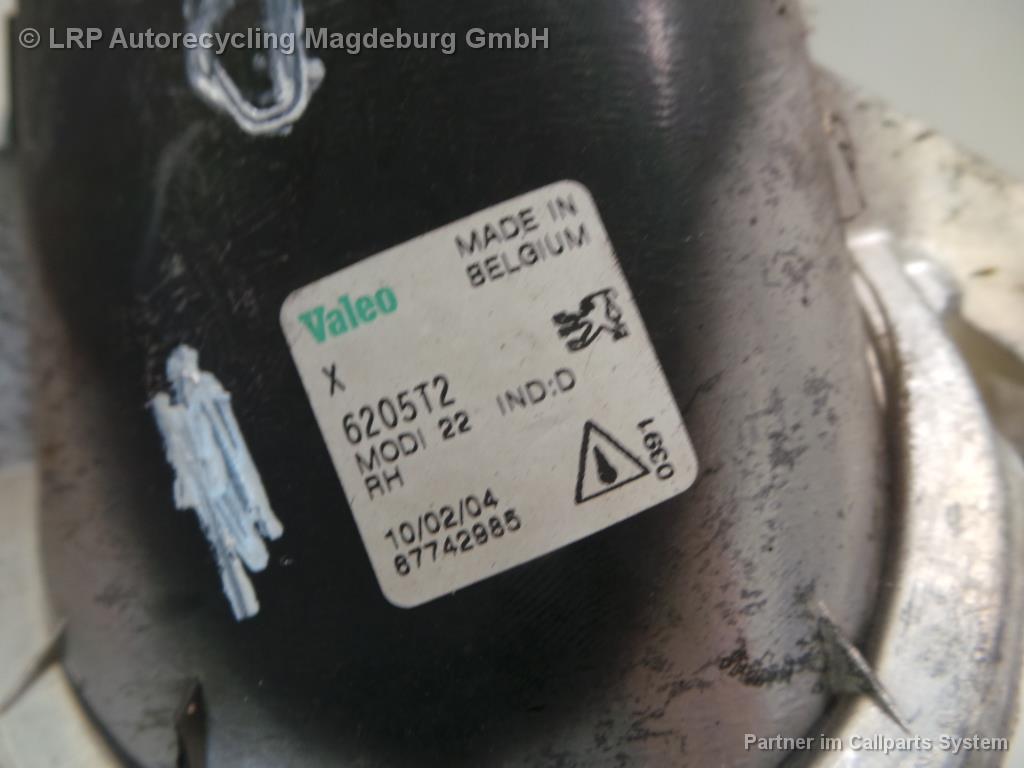 © LRP Autorecycling Magdeburg GmbH
Valeo
MADE IN
BELGIUM
X
6205T2
MODI 22 IND:D
RH
0391
10/02/04
87742985
Partner im Callparts System